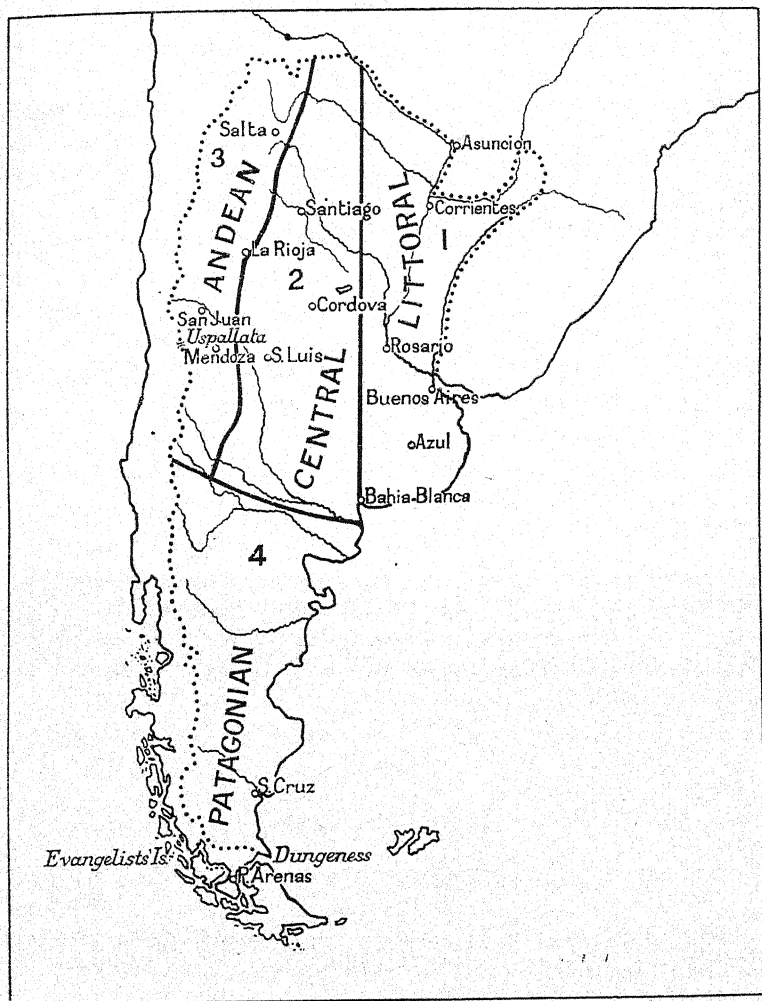 Salta
3
Asuncion
ANDEAN
LITTORAL
Santiago
Corrientes
1
La Rioja
2
Cordova
San Juan
Uspallata
Mendoza
S. Luis
Rosario
CENTRAL
Buenos Aires
Azul
Bahia Blanca
4
PATAGONIAN
S. Cruz
Evangelists Is.
Dungeness
P. Arenas